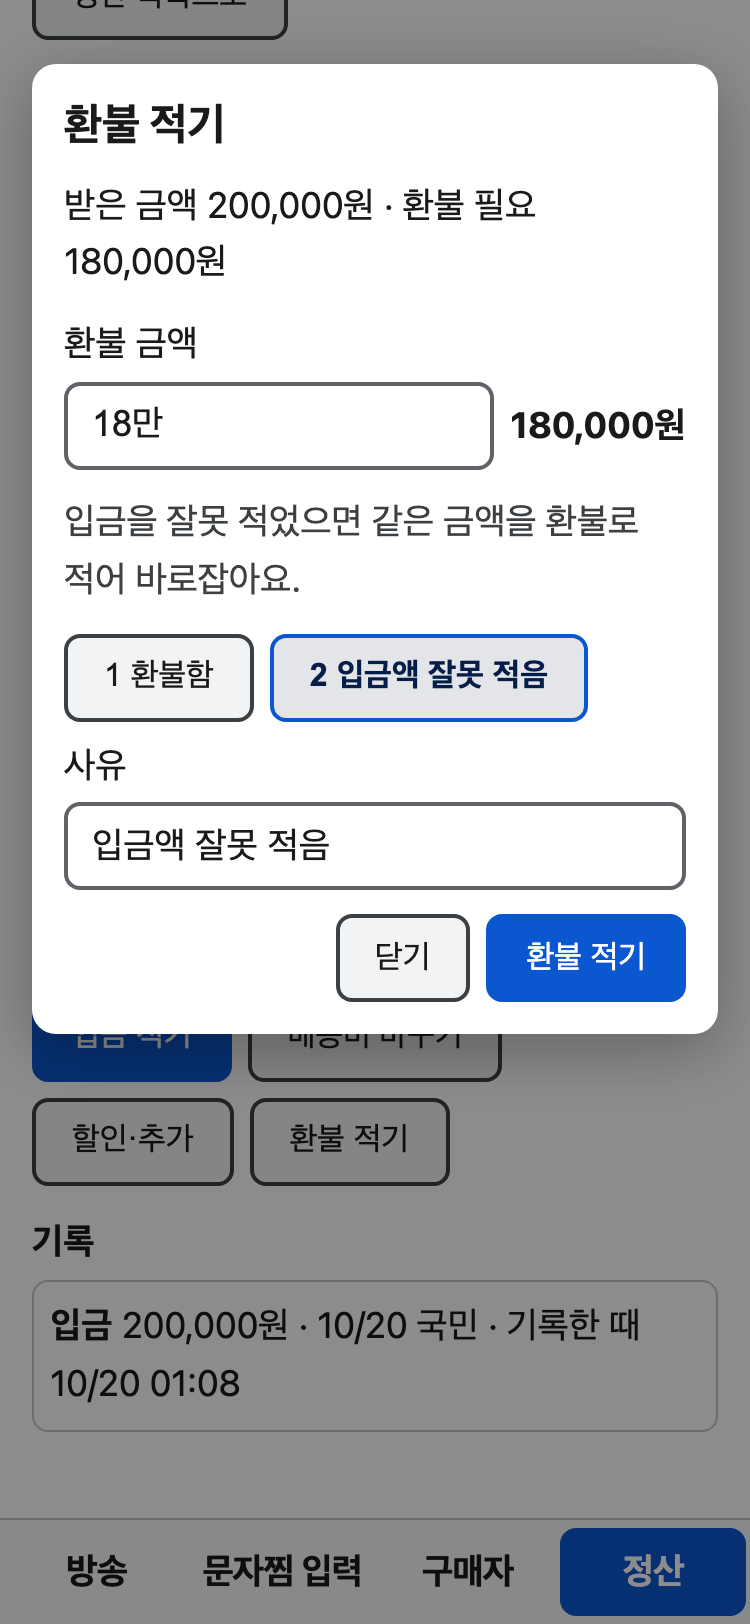 환불 적기
받은 금액 200,000원 · 환불 필요
180,000원
환불 금액
18만
180,000원
입금을 잘못 적었으면 같은 금액을 환불로
적어 바로잡아요.
1 환불함
2 입금액 잘못 적음
사유
입금액 잘못 적음
닫기
환불 적기
입금 적기
할인·추가
환불 적기
기록
입금 200,000원 · 10/20 국민 · 기록한 때
10/20 01:08
방송
문자찜 입력
구매자
정산